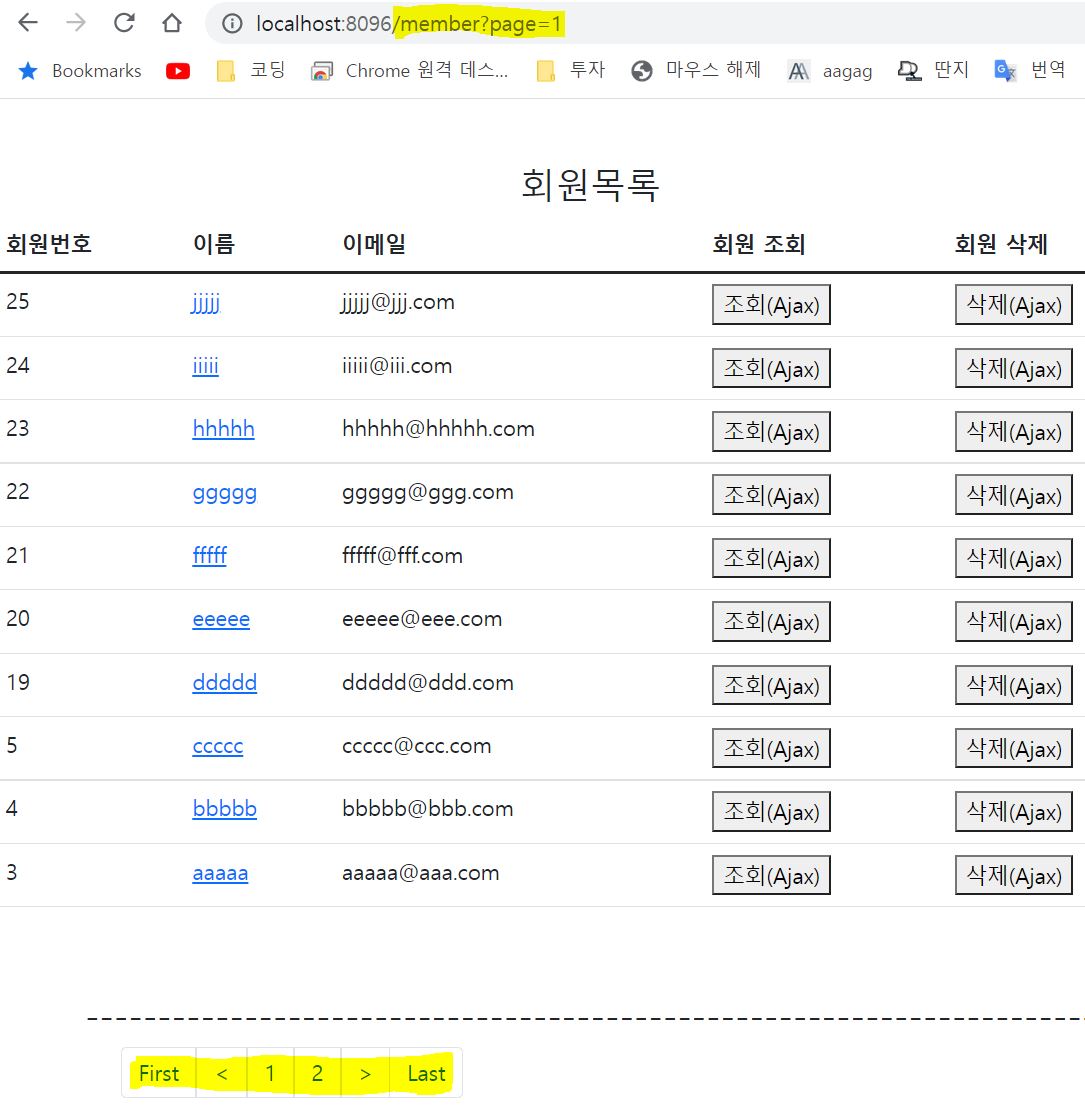 localhost:8096/member?page=1
Bookmarks 코딩 Chrome 원격 데스... 투자 마우스 해제 AA aagag 딴지 번역
회원목록
회원번호 이름 이메일 회원 조회 회원 삭제
25 jjjjj jjjjj@jjj.com 조회(Ajax) 삭제(Ajax)
24 iiiii iiiii@iii.com 조회(Ajax) 삭제(Ajax)
23 hhhhh hhhhh@hhhhh.com 조회(Ajax) 삭제(Ajax)
22 ggggg ggggg@ggg.com 조회(Ajax) 삭제(Ajax)
21 fffff fffff@fff.com 조회(Ajax) 삭제(Ajax)
20 eeeee eeeee@eee.com 조회(Ajax) 삭제(Ajax)
19 ddddd ddddd@ddd.com 조회(Ajax) 삭제(Ajax)
5 ccccc ccccc@ccc.com 조회(Ajax) 삭제(Ajax)
4 bbbbb bbbbb@bbb.com 조회(Ajax) 삭제(Ajax)
3 aaaaa aaaaa@aaa.com 조회(Ajax) 삭제(Ajax)
First < 1 2 > Last